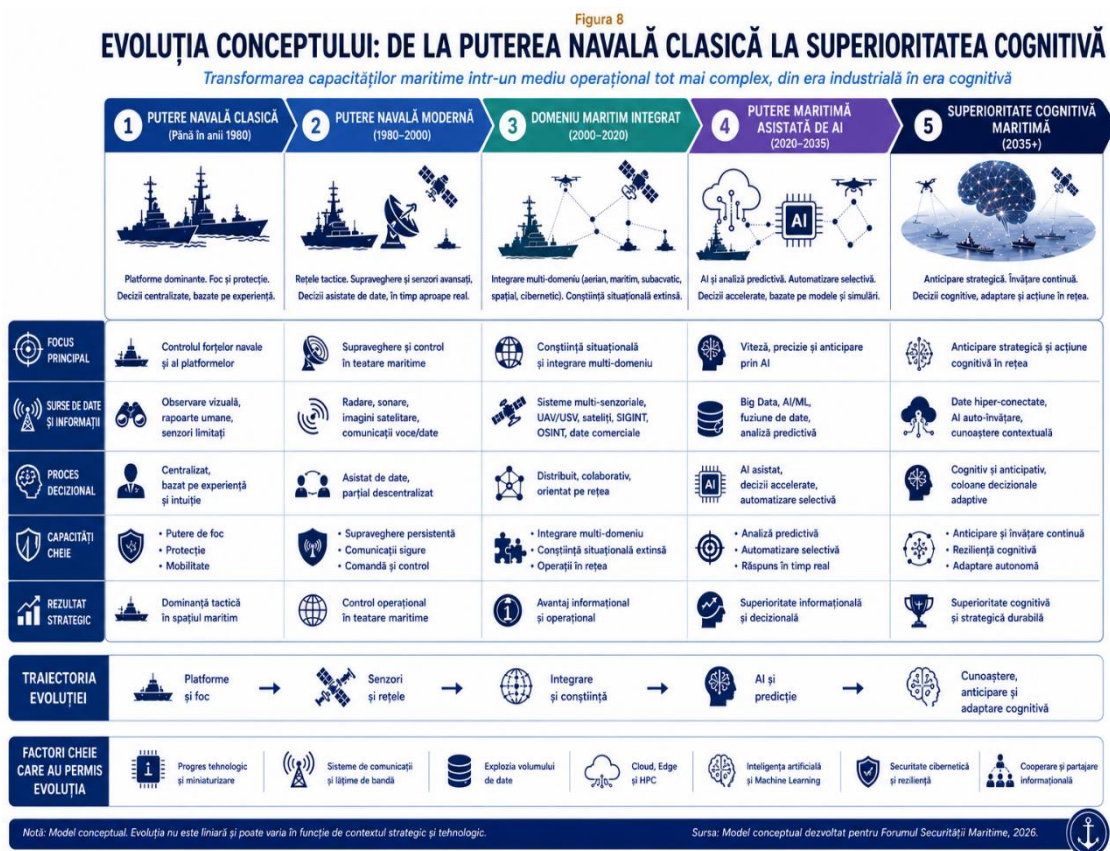 Figura 8
EVOLUȚIA CONCEPTULUI: DE LA PUTEREA NAVALĂ CLASICĂ LA SUPERIORITATEA COGNITIVĂ
Transformarea capacităților maritime intr-un mediu operațional tot mai complex, din era industrială în era cognitivă
1
PUTERE NAVALĂ CLASICĂ
(Până în anii 1980)
2
PUTERE NAVALĂ MODERNĂ
(1980–2000)
3
DOMENIU MARITIM INTEGRAT
(2000–2020)
4
PUTERE MARITIMĂ
ASISTATĂ DE AI
(2020–2035)
5
SUPERIORITATE COGNITIVĂ
MARITIMĂ
(2035+)
AI
Platforme dominante. Foc și protecție.
Decizii centralizate, bazate pe experiență.
Rețele tactice. Supraveghere și senzori avansați,
Decizii asistate de date, în timp aproape real.
Integrare multi-domeniu (aerian, maritim, subacvatic,
spațial, cibernetic). Conștiință situațională extinsă.
AI și analiză predictivă. Automatizare selectivă.
Decizii accelerate, bazate pe modele și simulări.
Anticipare strategică. Învățare continuă.
Decizii cognitive, adaptare și acțiune în rețea.
FOCUS
PRINCIPAL
Controlul forțelor navale
și al platformelor
Supraveghere și control
în teatare maritime
Conștiință situațională
și integrare multi-domeniu
Viteză, precizie și anticipare
prin AI
Anticipare strategică și acțiune
cognitivă în rețea
SURSE DE DATE
ȘI INFORMAȚII
Observare vizuală,
rapoarte umane,
senzori limitați
Radare, sonare,
imagini satelitare,
comunicații voce/date
Sisteme multi-senzoriale,
UAV/USV, sateliți, SIGINT,
OSINT, date comerciale
Big Data, AI/ML,
fuziune de date,
analiză predictivă
Date hiper-conectate,
AI auto-învățare,
cunoaștere contextuală
PROCES
DECIZIONAL
Centralizat,
bazat pe experiență
și intuiție
Asistat de date,
parțial descentralizat
Distribuit, colaborativ,
orientat pe rețea
AI
AI asistat,
decizii accelerate,
automatizare selectivă
Cognitiv și anticipativ,
coloane decizionale
adaptive
CAPACITĂȚI
CHEIE
• Putere de foc
• Protecție
• Mobilitate
• Supraveghere persistentă
• Comunicații sigure
• Comandă și control
• Integrare multi-domeniu
• Conștiință situațională extinsă
• Operații în rețea
• Analiză predictivă
• Automatizare selectivă
• Răspuns în timp real
• Anticipare și învățare continuă
• Reziliență cognitivă
• Adaptare autonomă
REZULTAT
STRATEGIC
Dominanță tactică
în spațiul maritim
Control operațional
în teatare maritime
Avantaj informațional
și operațional
Superioritate informațională
și decizională
Superioritate cognitivă
și strategică durabilă
TRAIECTORIA
EVOLUȚIEI
Platforme
și foc
→
Senzori
și rețele
→
Integrare
și conștiință
→
AI și
predicție
→
Cunoaștere,
anticipare și
adaptare cognitivă
FACTORI CHEIE
CARE AU PERMIS
EVOLUȚIA
Progres tehnologic
și miniaturizare
Sisteme de comunicații
și lățime de bandă
Explozia volumului
de date
Cloud, Edge
și HPC
Inteligența artificială
și Machine Learning
Securitate cibernetică
și reziliență
Cooperare și partajare
informațională
Notă: Model conceptual. Evoluția nu este liniară și poate varia în funcție de contextul strategic și tehnologic.
Sursa: Model conceptual dezvoltat pentru Forumul Securității Maritime, 2026.